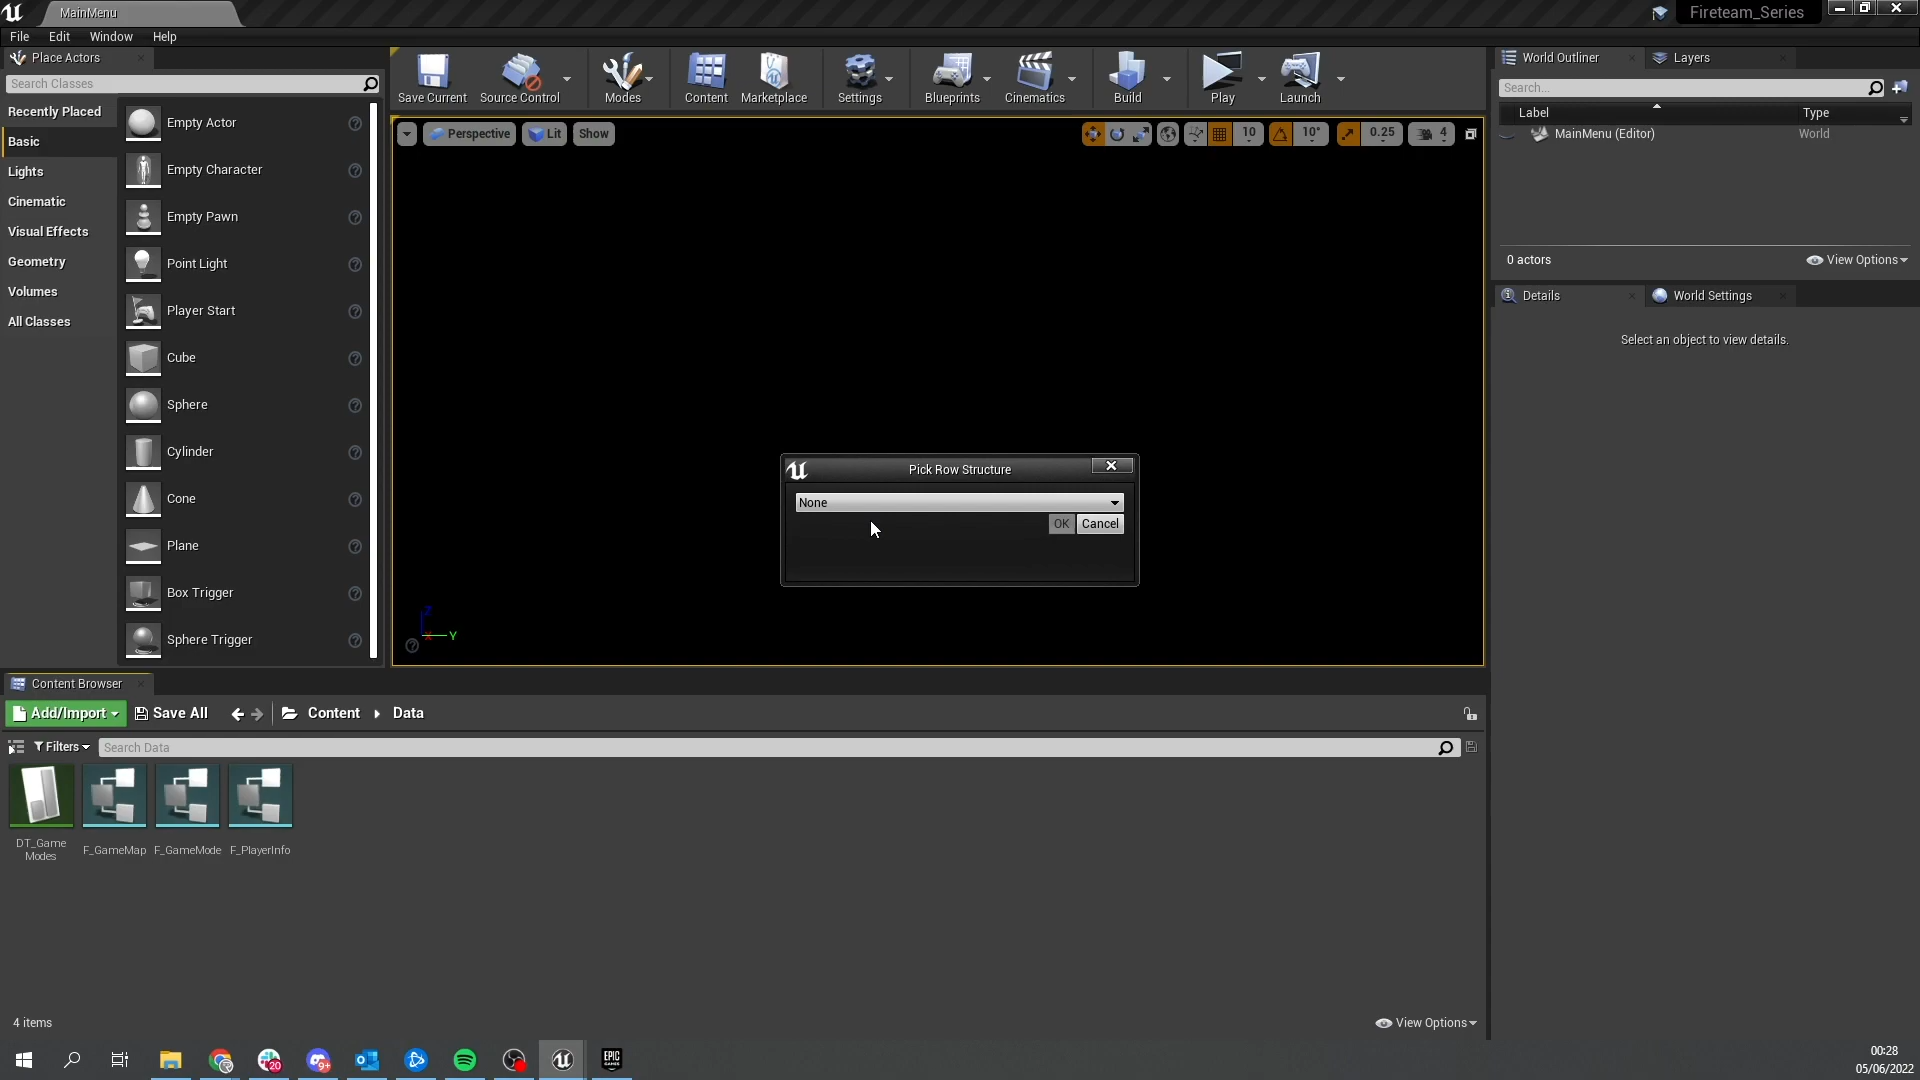 MainMenu
Fireteam_Series
File Edit Window Help
Place Actors
Search Classes
Recently Placed
Basic
Lights
Cinematic
Visual Effects
Geometry
Volumes
All Classes
Empty Actor
Empty Character
Empty Pawn
Point Light
Player Start
Cube
Sphere
Cylinder
Cone
Plane
Box Trigger
Sphere Trigger
Save Current Source Control Modes Content Marketplace Settings Blueprints Cinematics Build Play Launch
Perspective Lit Show 10 10° 0.25 4
Pick Row Structure
None
OK Cancel
Z
X Y
World Outliner Layers
Search...
Label Type
MainMenu (Editor) World
0 actors View Options
Details World Settings
Select an object to view details.
Content Browser
Add/Import Save All Content Data
Filters Search Data
DT_Game
Modes
F_GameMap
F_GameMode
F_PlayerInfo
4 items View Options
20
9+
EPIC
GAMES
00:28
05/06/2022